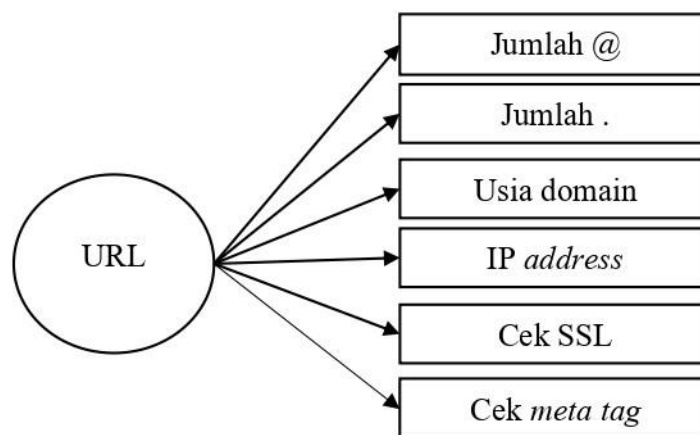 Jumlah @
Jumlah .
Usia domain
URL
IP address
Cek SSL
Cek meta tag